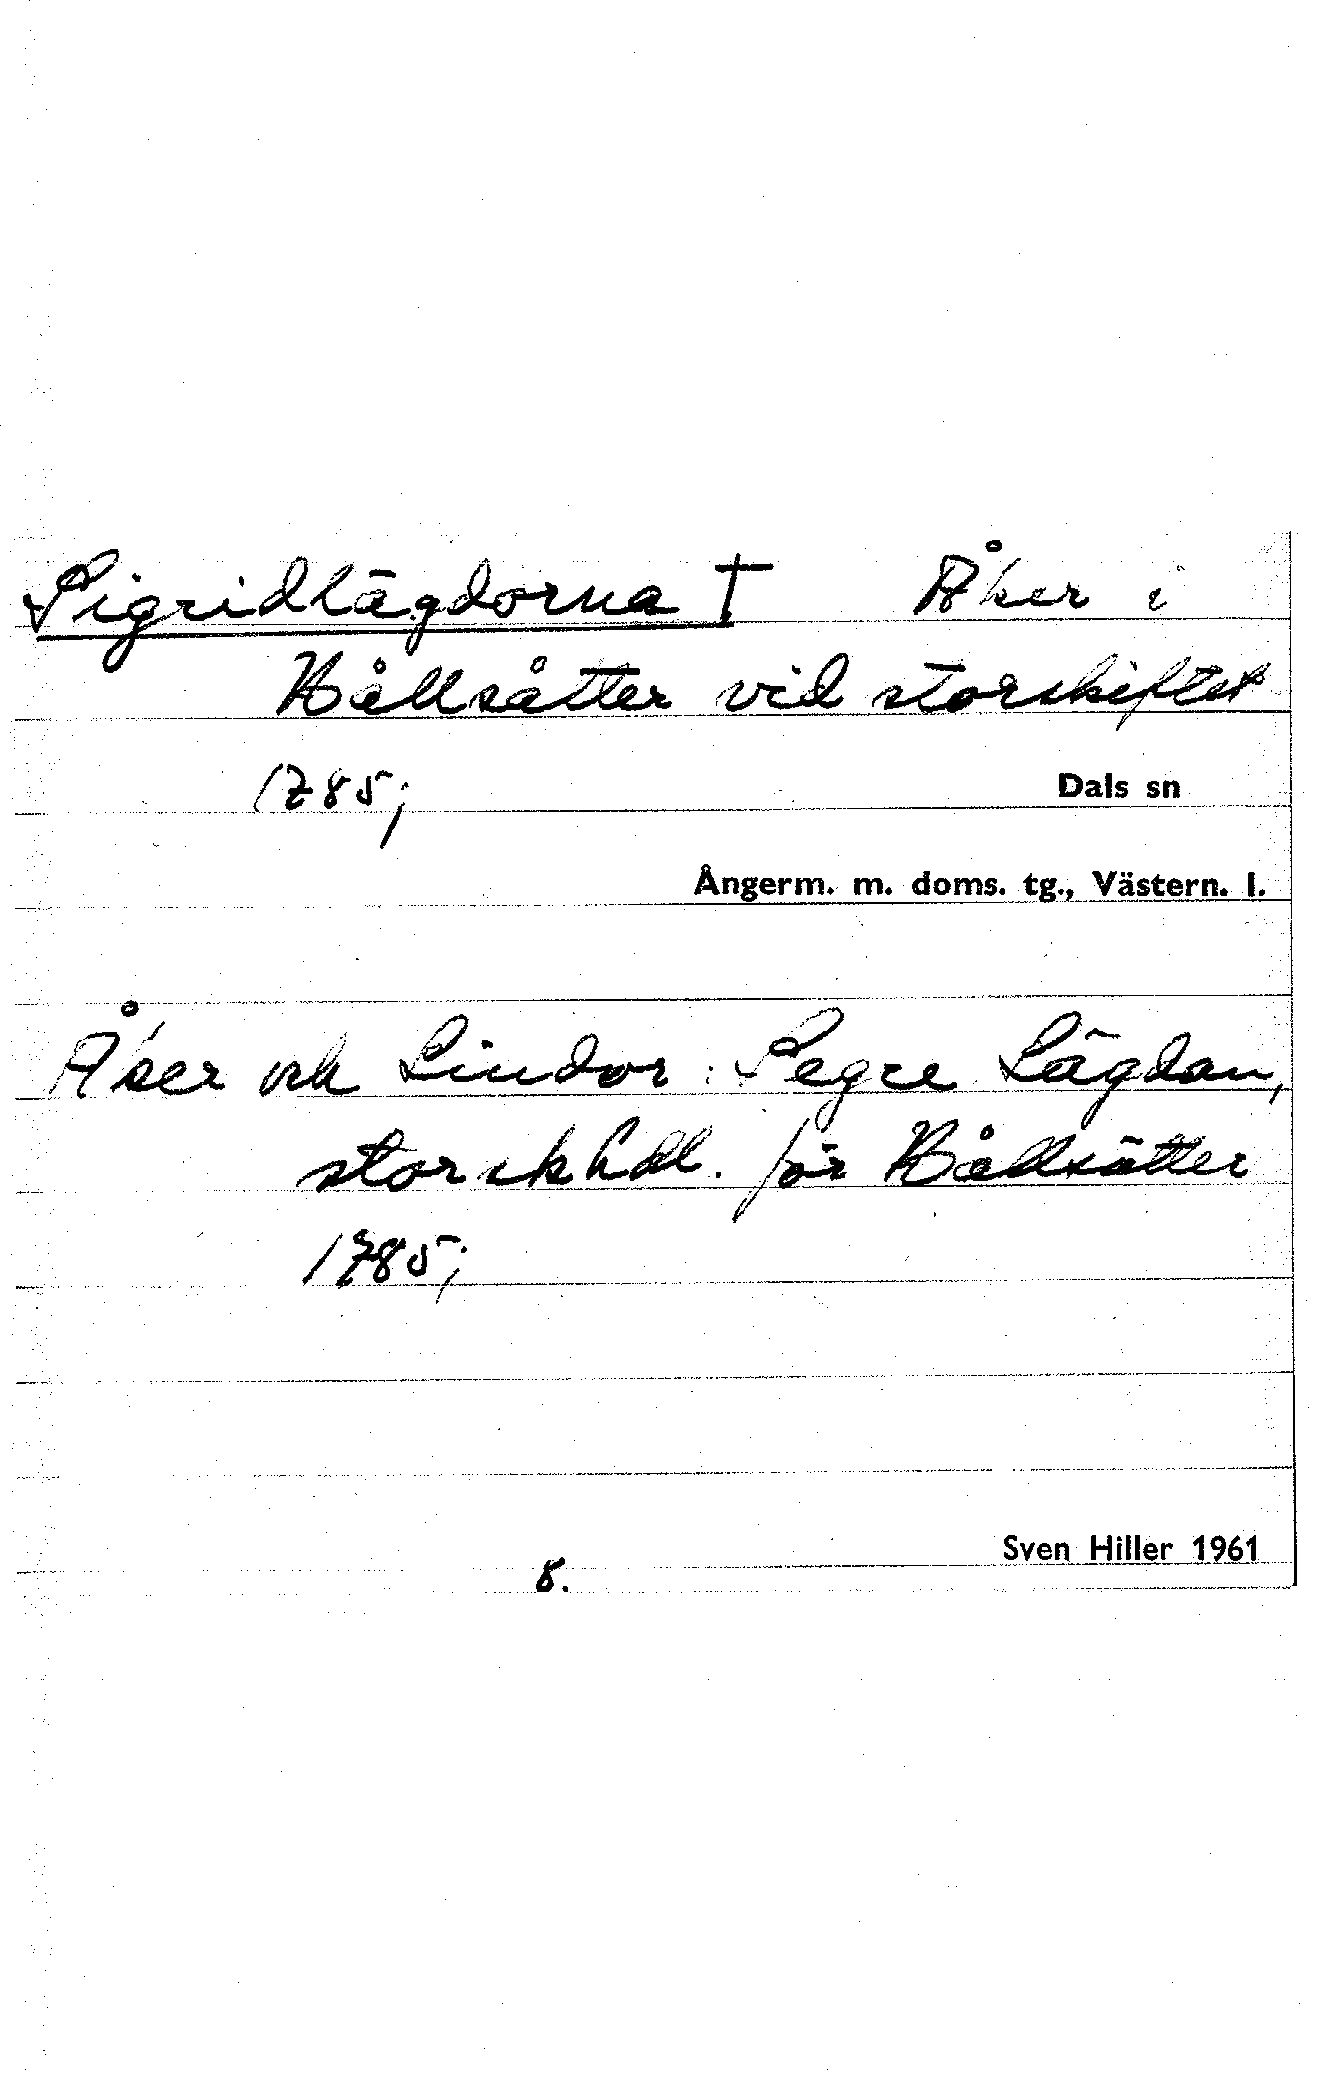 Sigridlägdorna † Åker i
Hållsätter vid storskiftet
1785;
Dals sn
Ångerm. m. doms. tg., Västern. l.
Åker och Lindor: Segre Lägdan,
storskhdl. för Hållsätter
1785;
Sven Hiller 1961
8.